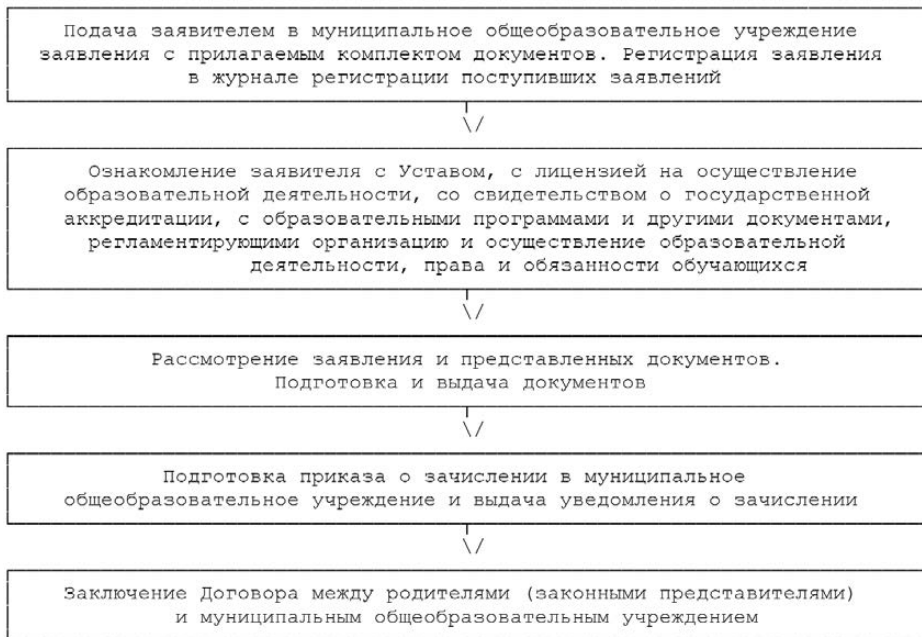 Подача заявителем в муниципальное общеобразовательное учреждение
заявления с прилагаемым комплектом документов. Регистрация заявления
в журнале регистрации поступивших заявлений
\/
Ознакомление заявителя с Уставом, с лицензией на осуществление
образовательной деятельности, со свидетельством о государственной
аккредитации, с образовательными программами и другими документами,
регламентирующими организацию и осуществление образовательной
деятельности, права и обязанности обучающихся
\/
Рассмотрение заявления и представленных документов.
Подготовка и выдача документов
\/
Подготовка приказа о зачислении в муниципальное
общеобразовательное учреждение и выдача уведомления о зачислении
\/
Заключение Договора между родителями (законными представителями)
и муниципальным общеобразовательным учреждением